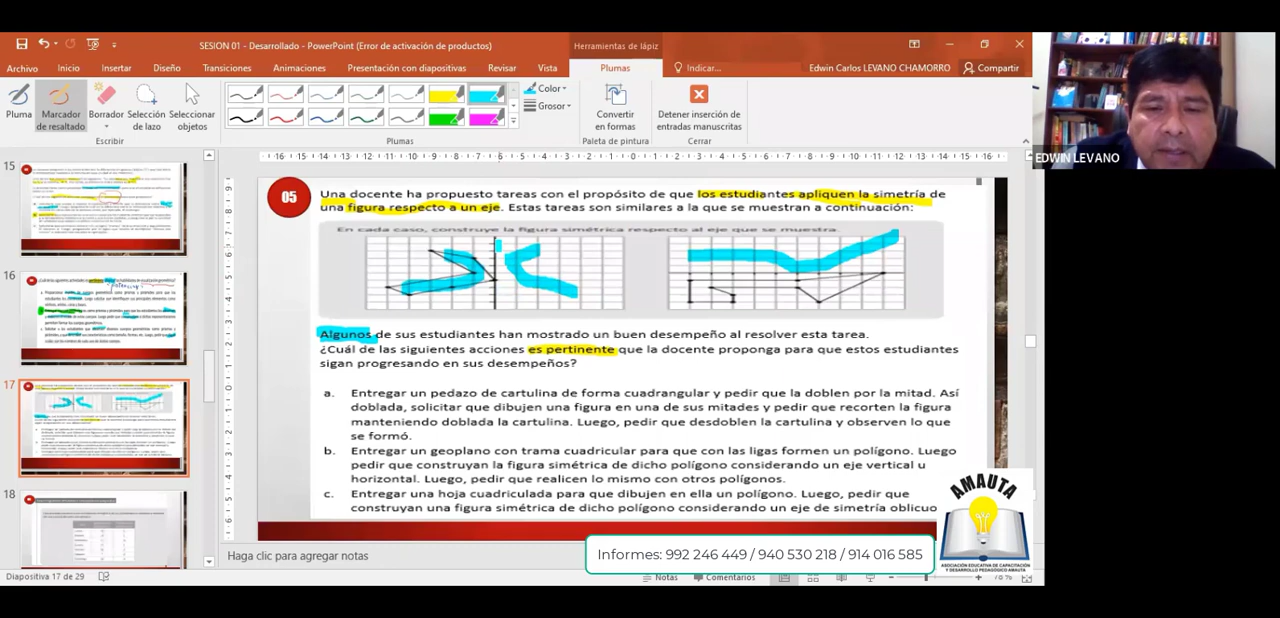 SESION 01 - Desarrollado - PowerPoint (Error de activación de productos)
Herramientas de lápiz
Archivo Inicio Insertar Diseño Transiciones Animaciones Presentación con diapositivas Revisar Vista Plumas Indicar... Edwin Carlos LEVANO CHAMORRO Compartir
Pluma Marcador de resaltado Borrador Selección de lazo Seleccionar objetos
Color
Grosor
Convertir en formas
Detener inserción de entradas manuscritas
Escribir Plumas Paleta de pintura Cerrar
EDWIN LEVANO
15
16
17
18
05
Una docente ha propuesto tareas con el propósito de que los estudiantes apliquen la simetría de
una figura respecto a un eje. Estas tareas son similares a la que se muestran a continuación:
En cada caso, construye la figura simétrica respecto al eje que se muestra.
Algunos de sus estudiantes han mostrado un buen desempeño al resolver esta tarea.
¿Cuál de las siguientes acciones es pertinente que la docente proponga para que estos estudiantes
sigan progresando en sus desempeños?
a. Entregar un pedazo de cartulina de forma cuadrangular y pedir que la doblen por la mitad. Así
doblada, solicitar que dibujen una figura en una de sus mitades y pedir que recorten la figura
manteniendo doblada la cartulina. Luego, pedir que desdoblen la cartulina y observen lo que
se formó.
b. Entregar un geoplano con trama cuadricular para que con las ligas formen un polígono. Luego
pedir que construyan la figura simétrica de dicho polígono considerando un eje vertical u
horizontal. Luego, pedir que realicen lo mismo con otros polígonos.
c. Entregar una hoja cuadriculada para que dibujen en ella un polígono. Luego, pedir que
construyan una figura simétrica de dicho polígono considerando un eje de simetría oblicuo
AMAUTA
ASOCIACIÓN EDUCATIVA DE CAPACITACIÓN
Y DESARROLLO PEDAGÓGICO AMAUTA
Haga clic para agregar notas
Informes: 992 246 449 / 940 530 218 / 914 016 585
Diapositiva 17 de 29
Notas Comentarios